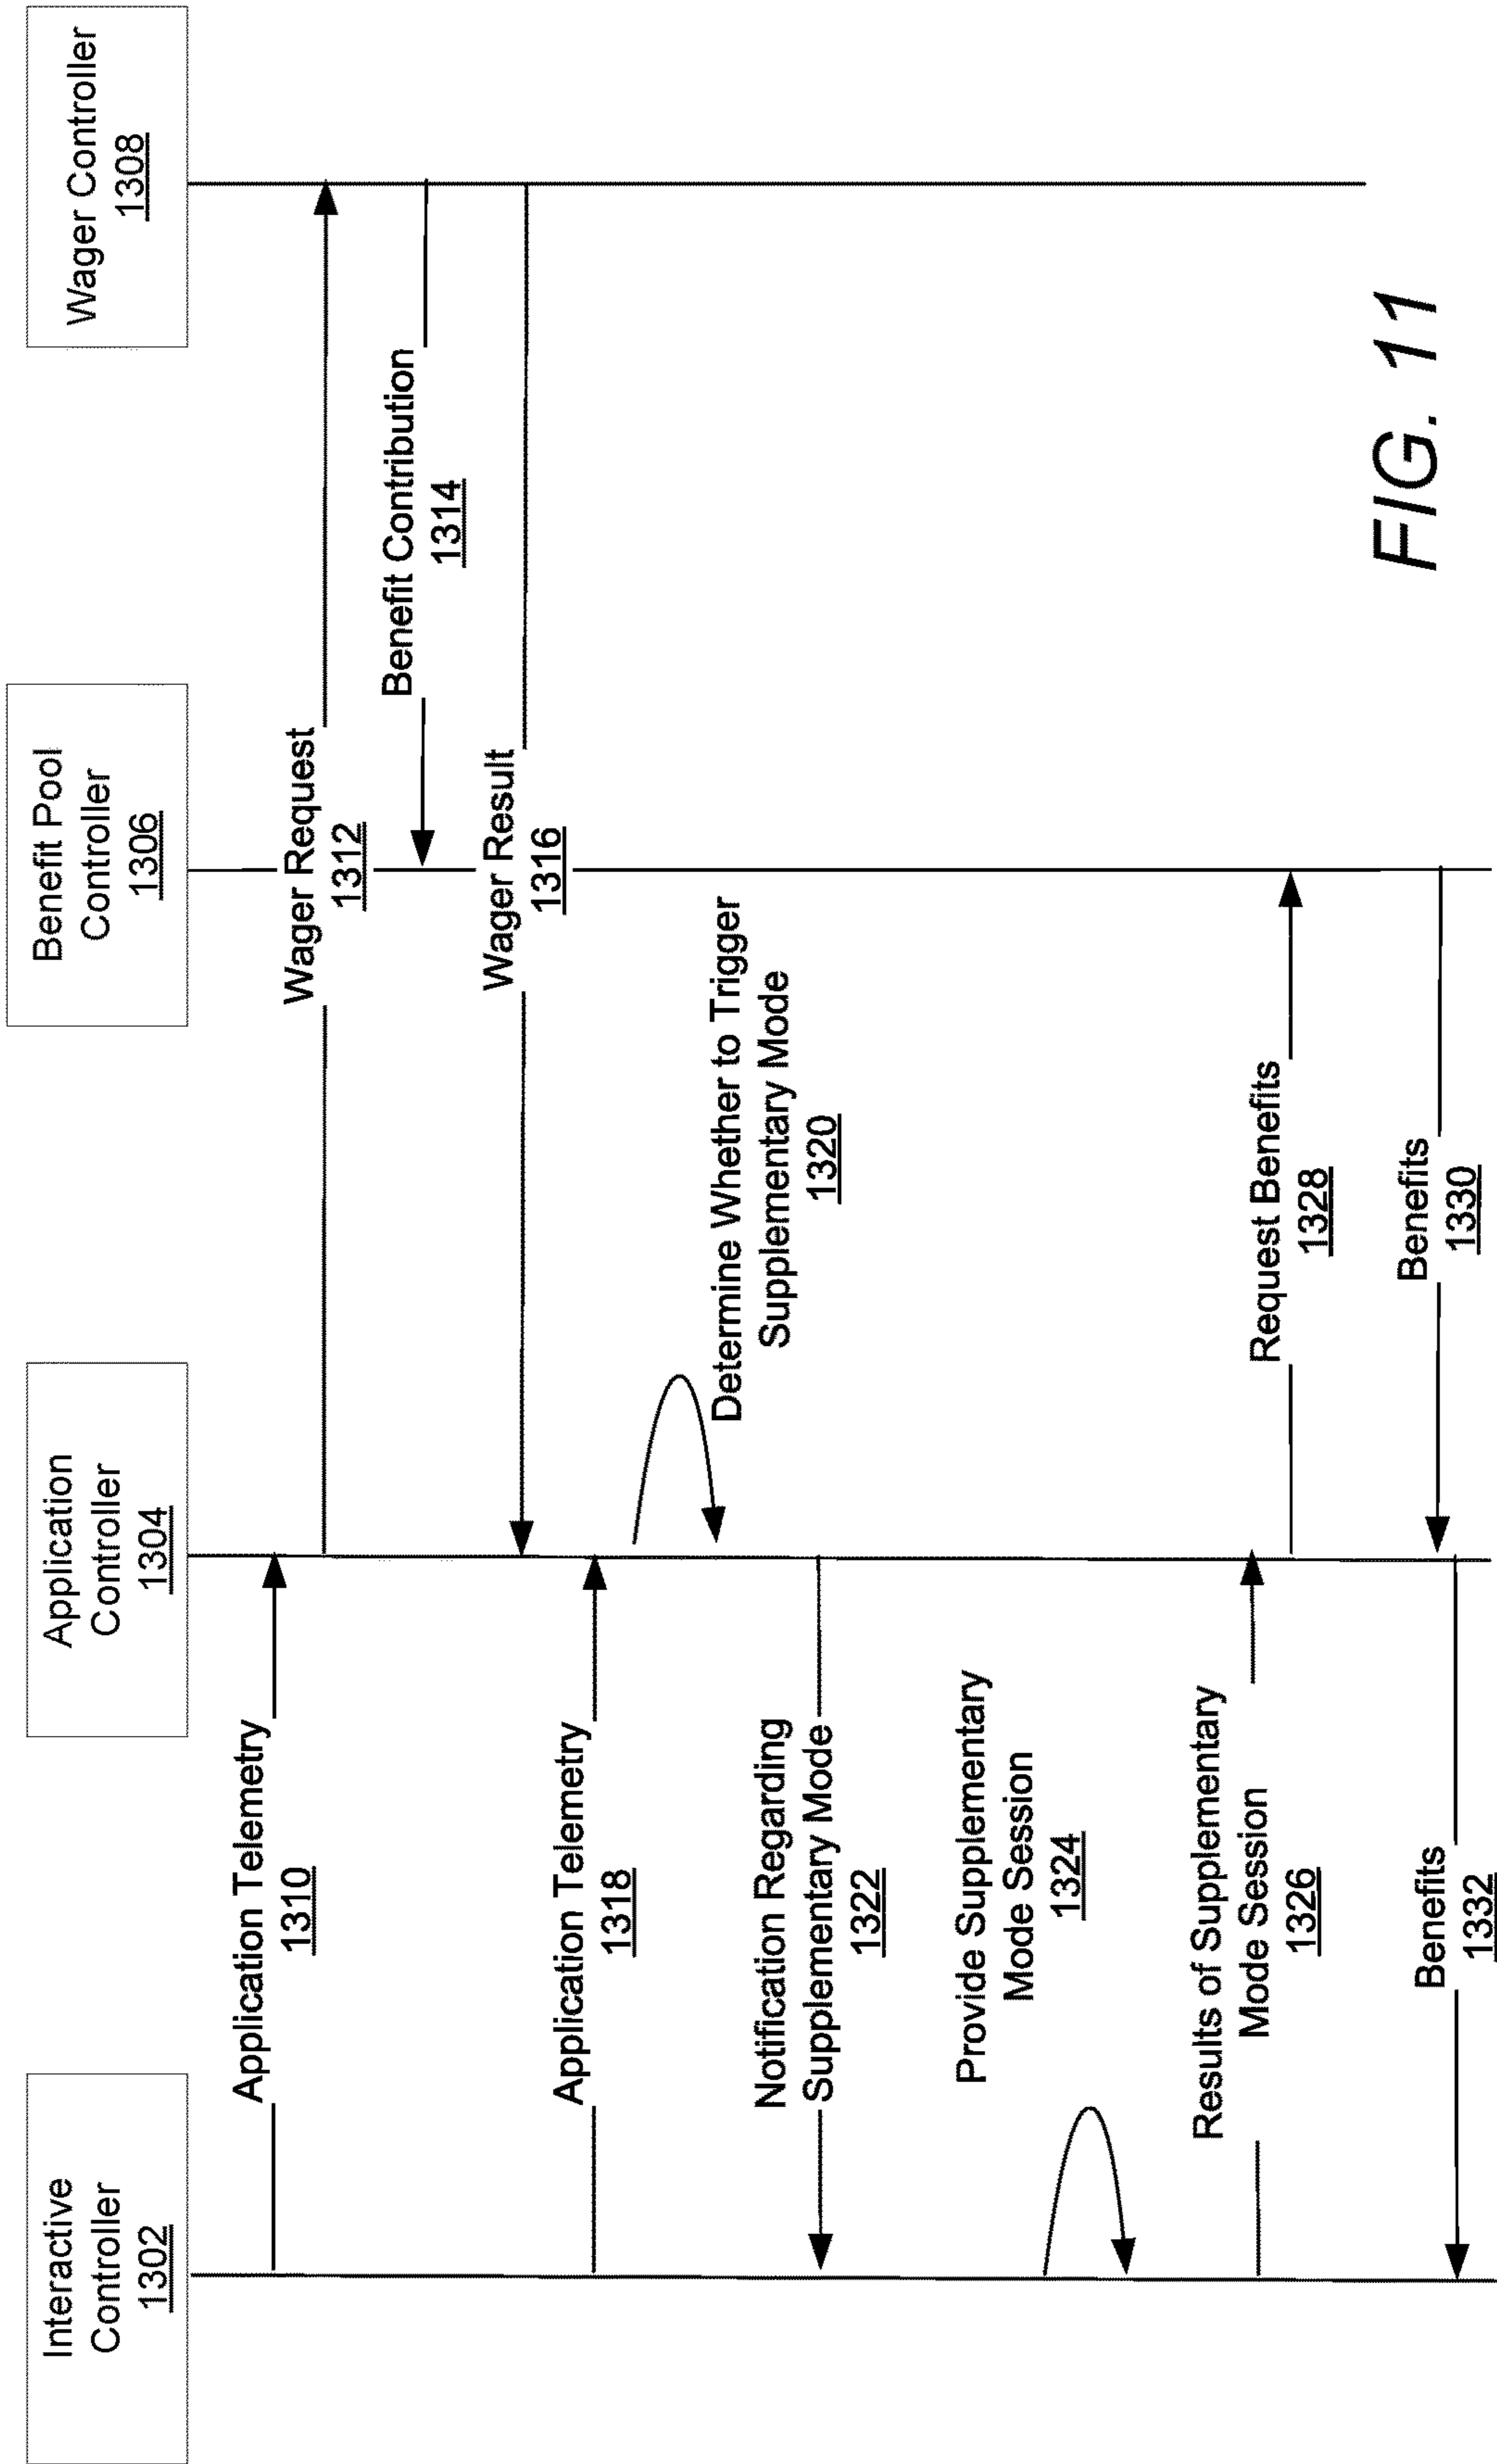 Interactive
Controller
1302
Application
Controller
1304
Benefit Pool
Controller
1306
Wager Controller
1308
Application Telemetry
1310
Wager Request
1312
Benefit Contribution
1314
Wager Result
1316
Application Telemetry
1318
Determine Whether to Trigger
Supplementary Mode
1320
Notification Regarding
Supplementary Mode
1322
Provide Supplementary
Mode Session
1324
Results of Supplementary
Mode Session
1326
Request Benefits
1328
Benefits
1330
Benefits
1332
FIG. 11